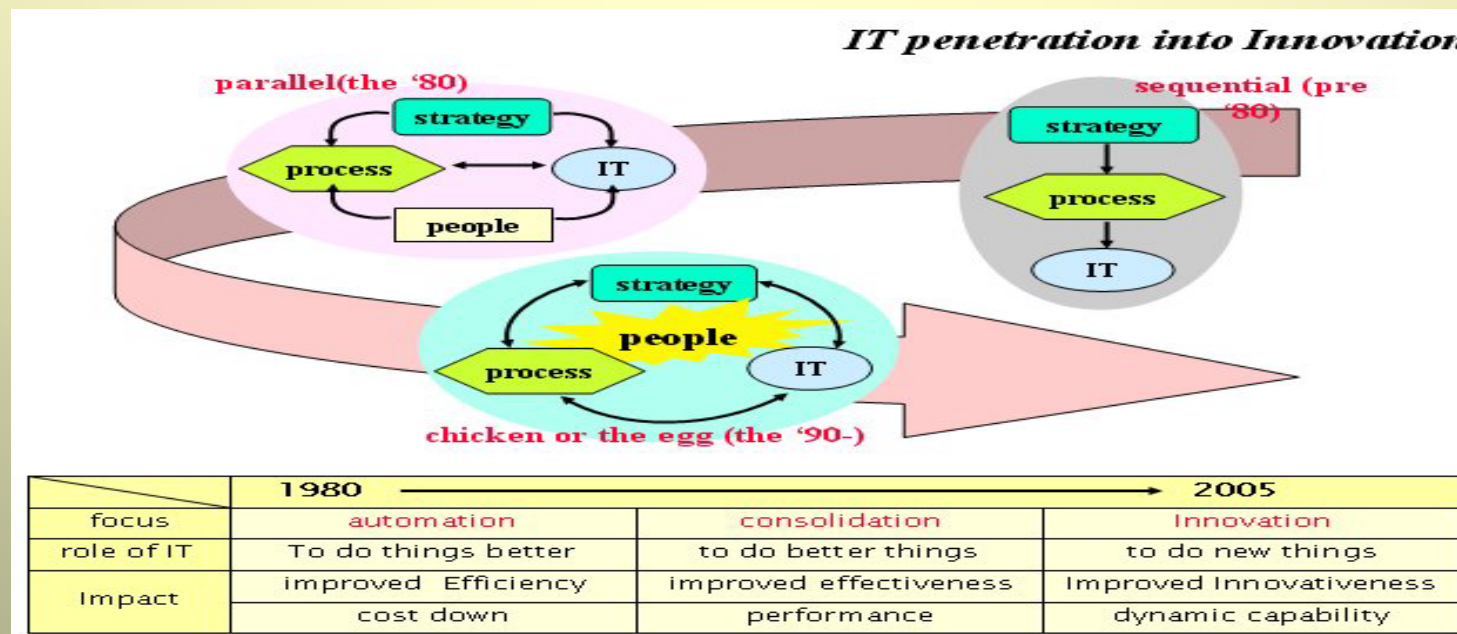 IT penetration into Innovation
parallel(the ‘80)
strategy
process
IT
people
sequential (pre
‘80)
strategy
process
IT
strategy
people
process
IT
chicken or the egg (the ‘90-)
1980 2005
focus automation consolidation Innovation
role of IT To do things better to do better things to do new things
Impact improved Efficiency improved effectiveness Improved Innovativeness
cost down performance dynamic capability